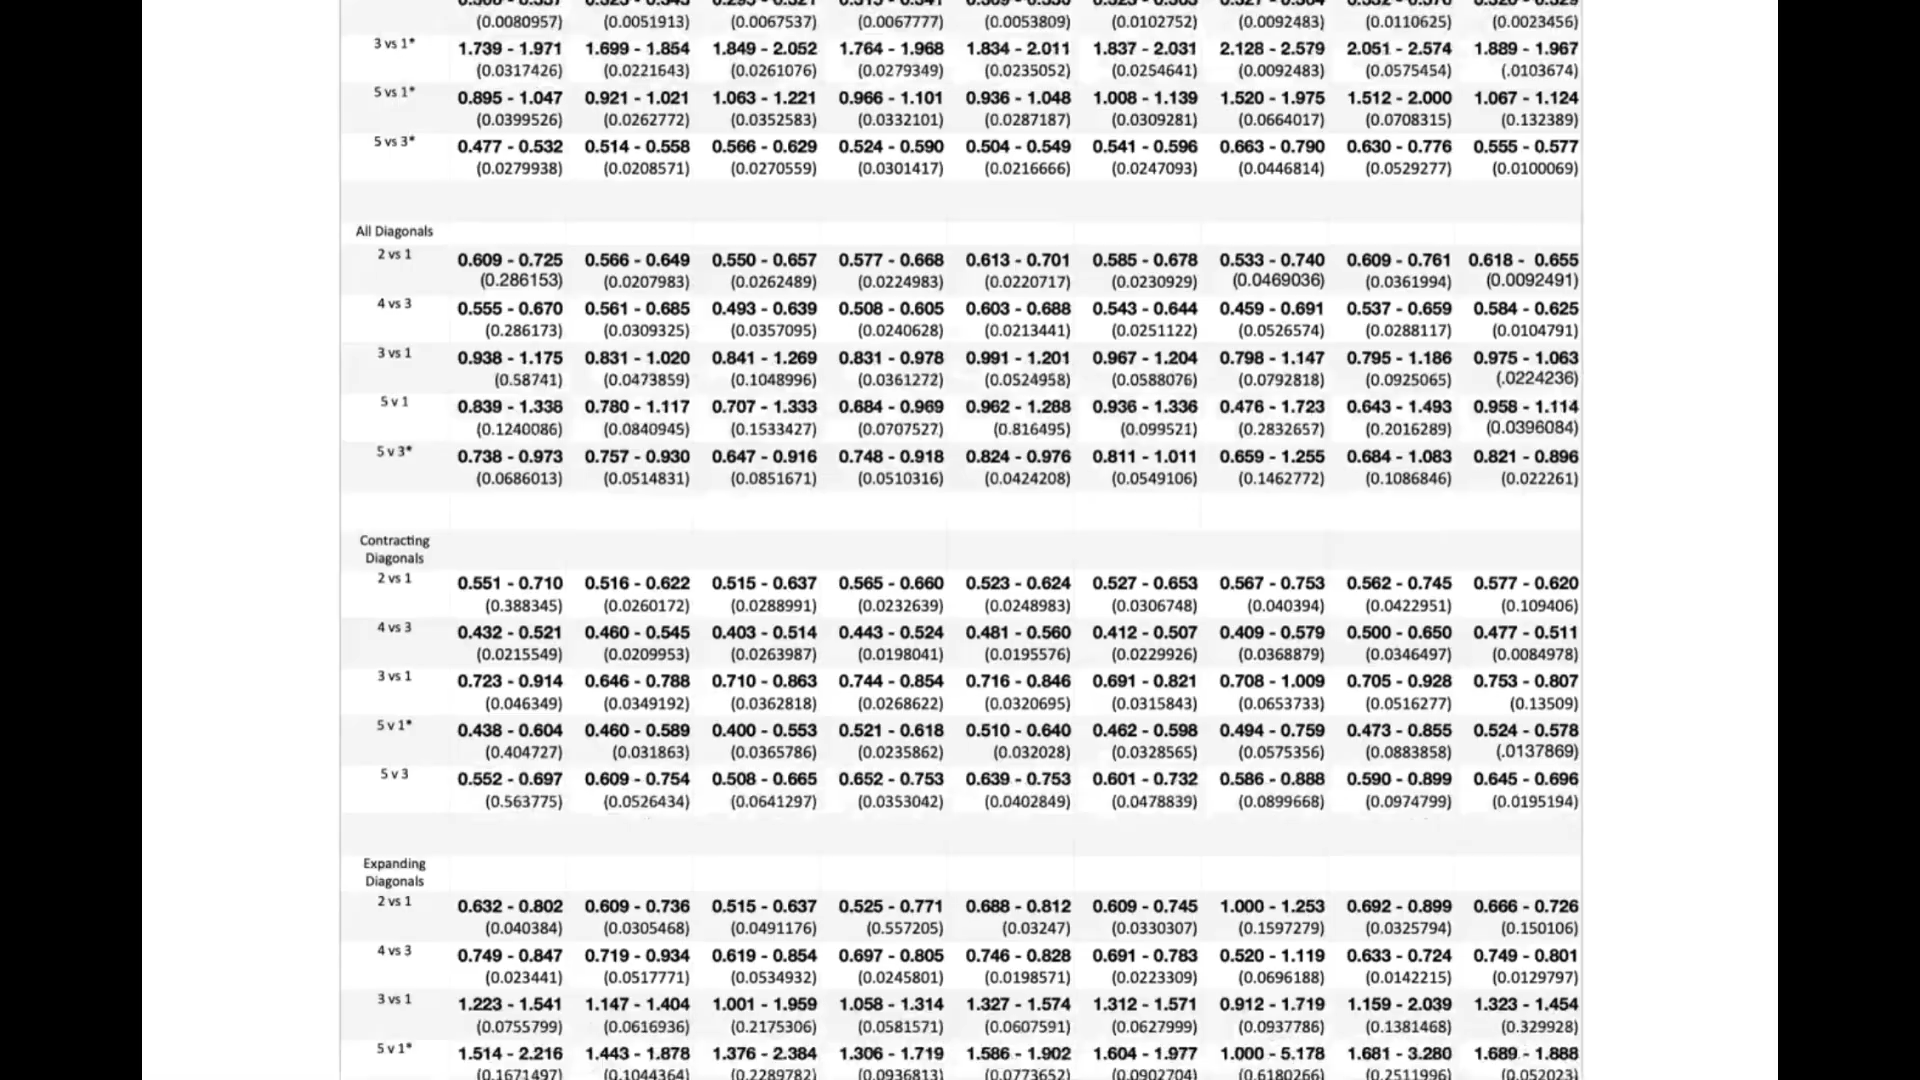 (0.0080957) (0.0051913) (0.0067537) (0.0067777) (0.0053809) (0.0102752) (0.0092483) (0.0110625) (0.0023456)
3 vs 1* 1.739 - 1.971 1.699 - 1.854 1.849 - 2.052 1.764 - 1.968 1.834 - 2.011 1.837 - 2.031 2.128 - 2.579 2.051 - 2.574 1.889 - 1.967
(0.0317426) (0.0221643) (0.0261076) (0.0279349) (0.0235052) (0.0254641) (0.0092483) (0.0575454) (.0103674)
5 vs 1* 0.895 - 1.047 0.921 - 1.021 1.063 - 1.221 0.966 - 1.101 0.936 - 1.048 1.008 - 1.139 1.520 - 1.975 1.512 - 2.000 1.067 - 1.124
(0.0399526) (0.0262772) (0.0352583) (0.0332101) (0.0287187) (0.0309281) (0.0664017) (0.0708315) (0.132389)
5 vs 3* 0.477 - 0.532 0.514 - 0.558 0.566 - 0.629 0.524 - 0.590 0.504 - 0.549 0.541 - 0.596 0.663 - 0.790 0.630 - 0.776 0.555 - 0.577
(0.0279938) (0.0208571) (0.0270559) (0.0301417) (0.0216666) (0.0247093) (0.0446814) (0.0529277) (0.0100069)
All Diagonals
2 vs 1 0.609 - 0.725 0.566 - 0.649 0.550 - 0.657 0.577 - 0.668 0.613 - 0.701 0.585 - 0.678 0.533 - 0.740 0.609 - 0.761 0.618 - 0.655
(0.286153) (0.0207983) (0.0262489) (0.0224983) (0.0220717) (0.0230929) (0.0469036) (0.0361994) (0.0092491)
4 vs 3 0.555 - 0.670 0.561 - 0.685 0.493 - 0.639 0.508 - 0.605 0.603 - 0.688 0.543 - 0.644 0.459 - 0.691 0.537 - 0.659 0.584 - 0.625
(0.286173) (0.0309325) (0.0357095) (0.0240628) (0.0213441) (0.0251122) (0.0526574) (0.0288117) (0.0104791)
3 vs 1 0.938 - 1.175 0.831 - 1.020 0.841 - 1.269 0.831 - 0.978 0.991 - 1.201 0.967 - 1.204 0.798 - 1.147 0.795 - 1.186 0.975 - 1.063
(0.58741) (0.0473859) (0.1048996) (0.0361272) (0.0524958) (0.0588076) (0.0792818) (0.0925065) (.0224236)
5 v 1 0.839 - 1.336 0.780 - 1.117 0.707 - 1.333 0.684 - 0.969 0.962 - 1.288 0.936 - 1.336 0.476 - 1.723 0.643 - 1.493 0.958 - 1.114
(0.1240086) (0.0840945) (0.1533427) (0.0707527) (0.816495) (0.099521) (0.2832657) (0.2016289) (0.0396084)
5 v 3* 0.738 - 0.973 0.757 - 0.930 0.647 - 0.916 0.748 - 0.918 0.824 - 0.976 0.811 - 1.011 0.659 - 1.255 0.684 - 1.083 0.821 - 0.896
(0.0686013) (0.0514831) (0.0851671) (0.0510316) (0.0424208) (0.0549106) (0.1462772) (0.1086846) (0.022261)
Contracting
Diagonals
2 vs 1 0.551 - 0.710 0.516 - 0.622 0.515 - 0.637 0.565 - 0.660 0.523 - 0.624 0.527 - 0.653 0.567 - 0.753 0.562 - 0.745 0.577 - 0.620
(0.388345) (0.0260172) (0.0288991) (0.0232639) (0.0248983) (0.0306748) (0.040394) (0.0422951) (0.109406)
4 vs 3 0.432 - 0.521 0.460 - 0.545 0.403 - 0.514 0.443 - 0.524 0.481 - 0.560 0.412 - 0.507 0.409 - 0.579 0.500 - 0.650 0.477 - 0.511
(0.0215549) (0.0209953) (0.0263987) (0.0198041) (0.0195576) (0.0229926) (0.0368879) (0.0346497) (0.0084978)
3 vs 1 0.723 - 0.914 0.646 - 0.788 0.710 - 0.863 0.744 - 0.854 0.716 - 0.846 0.691 - 0.821 0.708 - 1.009 0.705 - 0.928 0.753 - 0.807
(0.046349) (0.0349192) (0.0362818) (0.0268622) (0.0320695) (0.0315843) (0.0653733) (0.0516277) (0.13509)
5 v 1* 0.438 - 0.604 0.460 - 0.589 0.400 - 0.553 0.521 - 0.618 0.510 - 0.640 0.462 - 0.598 0.494 - 0.759 0.473 - 0.855 0.524 - 0.578
(0.404727) (0.031863) (0.0365786) (0.0235862) (0.032028) (0.0328565) (0.0575356) (0.0883858) (.0137869)
5 v 3 0.552 - 0.697 0.609 - 0.754 0.508 - 0.665 0.652 - 0.753 0.639 - 0.753 0.601 - 0.732 0.586 - 0.888 0.590 - 0.899 0.645 - 0.696
(0.563775) (0.0526434) (0.0641297) (0.0353042) (0.0402849) (0.0478839) (0.0899668) (0.0974799) (0.0195194)
Expanding
Diagonals
2 vs 1 0.632 - 0.802 0.609 - 0.736 0.515 - 0.637 0.525 - 0.771 0.688 - 0.812 0.609 - 0.745 1.000 - 1.253 0.692 - 0.899 0.666 - 0.726
(0.040384) (0.0305468) (0.0491176) (0.557205) (0.03247) (0.0330307) (0.1597279) (0.0325794) (0.150106)
4 vs 3 0.749 - 0.847 0.719 - 0.934 0.619 - 0.854 0.697 - 0.805 0.746 - 0.828 0.691 - 0.783 0.520 - 1.119 0.633 - 0.724 0.749 - 0.801
(0.023441) (0.0517771) (0.0534932) (0.0245801) (0.0198571) (0.0223309) (0.0696188) (0.0142215) (0.0129797)
3 vs 1 1.223 - 1.541 1.147 - 1.404 1.001 - 1.959 1.058 - 1.314 1.327 - 1.574 1.312 - 1.571 0.912 - 1.719 1.159 - 2.039 1.323 - 1.454
(0.0755799) (0.0616936) (0.2175306) (0.0581571) (0.0607591) (0.0627999) (0.0937786) (0.1381468) (0.329928)
5 v 1* 1.514 - 2.216 1.443 - 1.878 1.376 - 2.384 1.306 - 1.719 1.586 - 1.902 1.604 - 1.977 1.000 - 5.178 1.681 - 3.280 1.689 - 1.888
(0.1671497) (0.1044364) (0.2289782) (0.0936813) (0.0773652) (0.0902704) (0.6180266) (0.2511996) (0.052023)